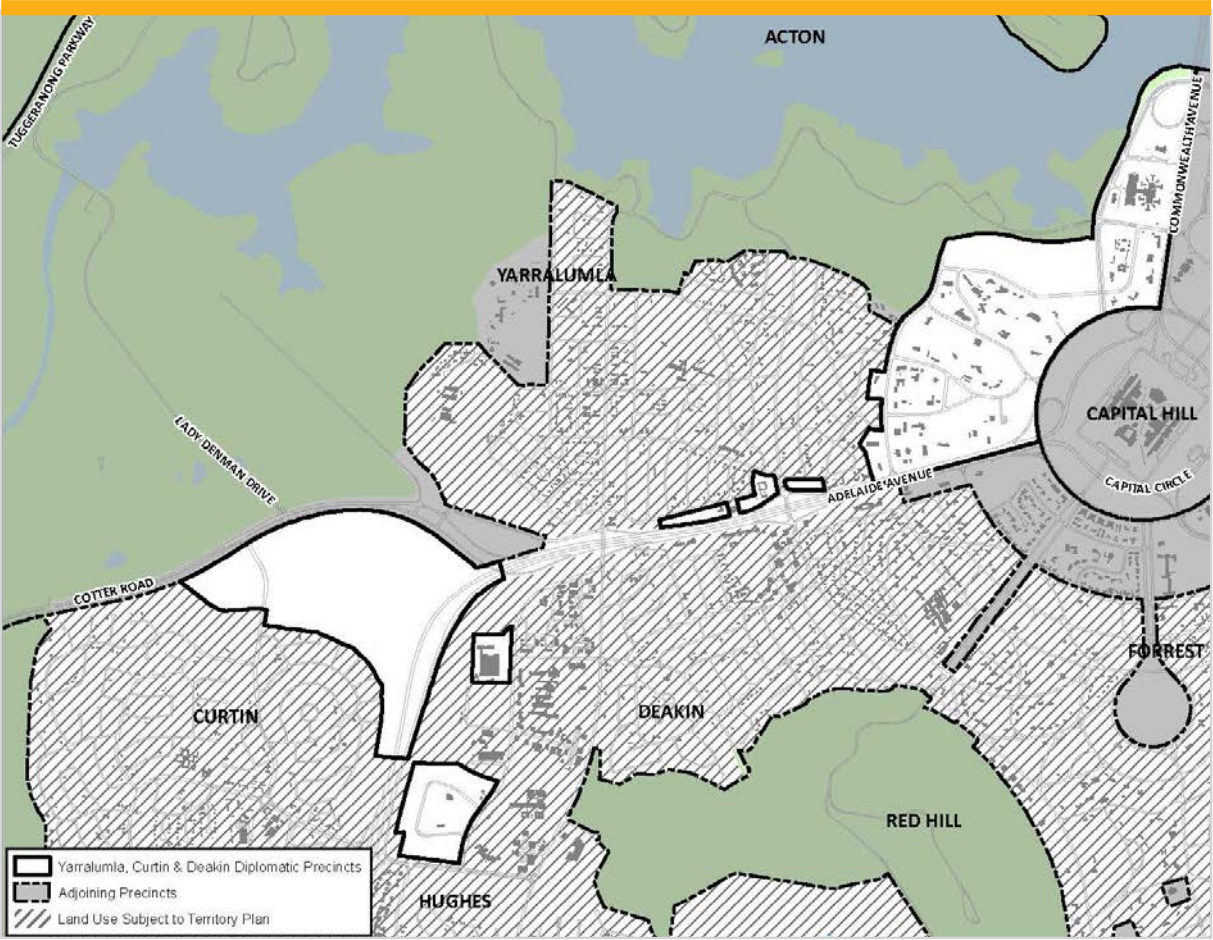 ACTON
TUGGERANONG PARKWAY
COMMONWEALTH AVENUE
YARRALUMLA
CAPITAL HILL
LADY DENMAN DRIVE
ADELAIDE AVENUE
CAPITAL CIRCLE
COTTER ROAD
FORREST
CURTIN
DEAKIN
RED HILL
Yarralumla, Curtin & Deakin Diplomatic Precincts
Adjoining Precincts
Land Use Subject to Territory Plan
HUGHES